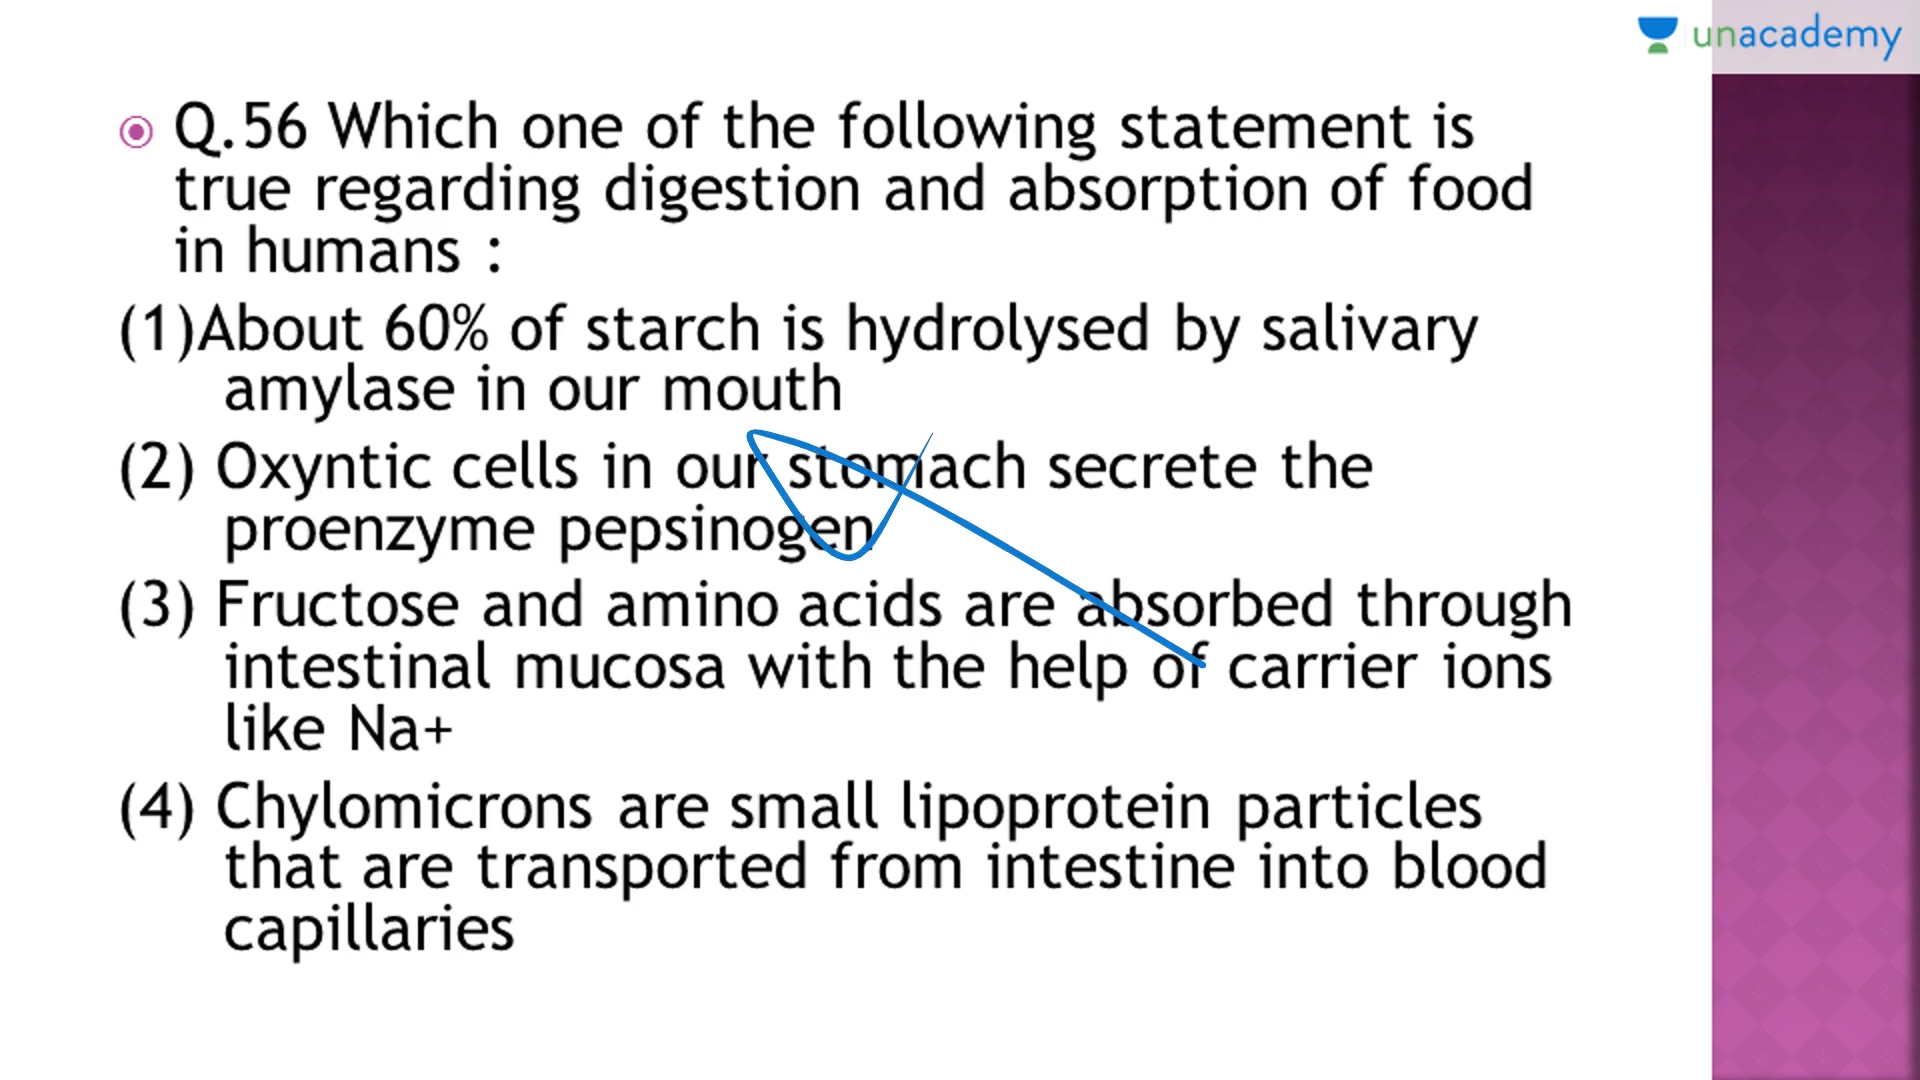 unacademy
Q.56 Which one of the following statement is
true regarding digestion and absorption of food
in humans :
(1)About 60% of starch is hydrolysed by salivary
amylase in our mouth
(2) Oxyntic cells in our stomach secrete the
proenzyme pepsinogen
(3) Fructose and amino acids are absorbed through
intestinal mucosa with the help of carrier ions
like Na+
(4) Chylomicrons are small lipoprotein particles
that are transported from intestine into blood
capillaries